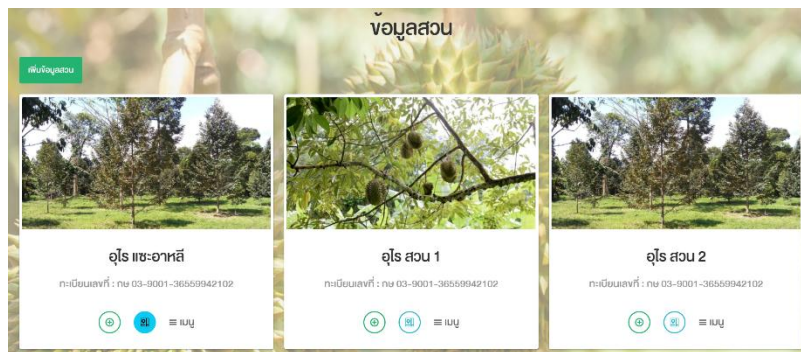 ข้อมูลสวน
เพิ่มข้อมูลสวน
อุไร แซะอาหลี
ทะเบียนเลขที่ : กษ 03-9001-36559942102
เมนู
อุไร สวน 1
ทะเบียนเลขที่ : กษ 03-9001-36559942102
เมนู
อุไร สวน 2
ทะเบียนเลขที่ : กษ 03-9001-36559942102
เมนู